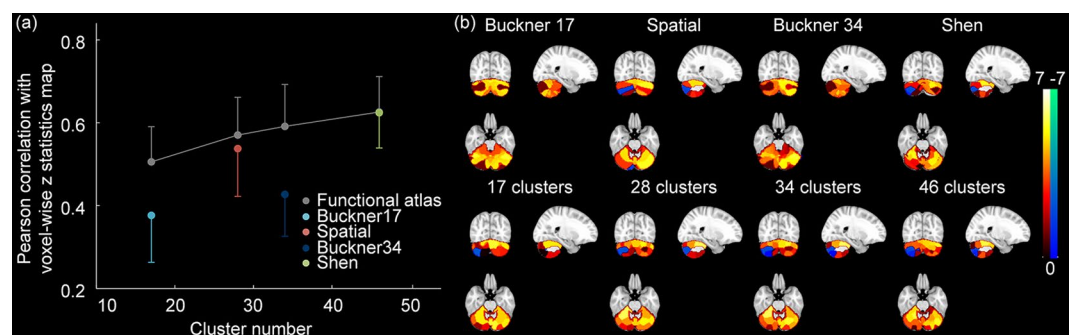 (a)
Pearson correlation with
voxel-wise z statistics map
0.8
0.6
0.4
0.2
10 20 30 40 50
Cluster number
Functional atlas
Buckner17
Spatial
Buckner34
Shen
(b)
Buckner 17 Spatial Buckner 34 Shen
17 clusters 28 clusters 34 clusters 46 clusters
7 -7
0